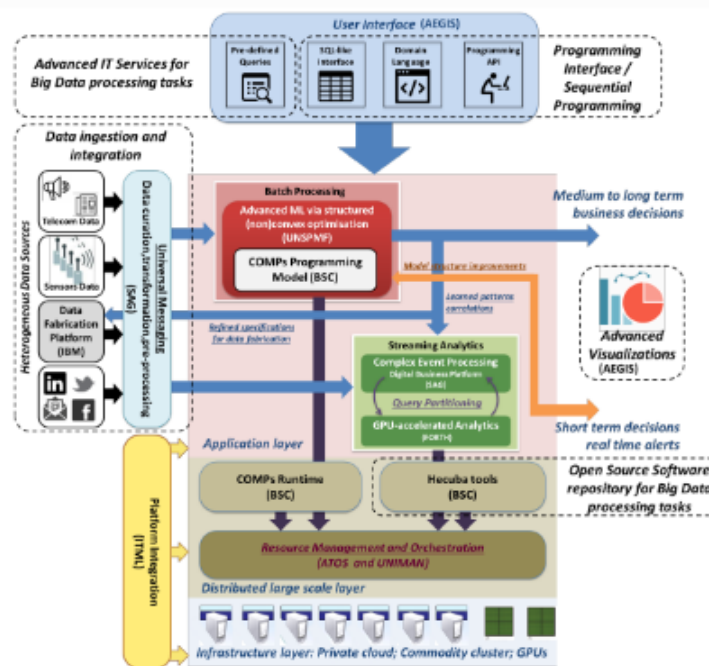 User Interface (AEGIS)
Advanced IT Services for
Big Data processing tasks
Pre-defined
Queries
SQL-like
Interface
Domain
Language
Programming
API
Programming
Interface /
Sequential
Programming
Data ingestion and
integration
Heterogeneous Data Sources
Telecom Data
Sensors Data
Data
Fabrication
Platform
(IBM)
Universal Messaging
(SAG)
Data curation,transformation,pre-processing
Batch Processing
Advanced ML via structured
(non)convex optimisation
(UNSPMF)
COMPs Programming
Model (BSC)
Medium to long term
business decisions
Model structure improvements
Learned patterns
correlations
Refined specifications
for data fabrication
Streaming Analytics
Complex Event Processing
Digital Business Platform
(SAG)
Query Partitioning
GPU-accelerated Analytics
(FORTH)
Advanced
Visualizations
(AEGIS)
Short term decisions
real time alerts
Application layer
COMPs Runtime
(BSC)
Hecuba tools
(BSC)
Open Source Software
repository for Big Data
processing tasks
Platform Integration
(ITML)
Resource Management and Orchestration
(ATOS and UNIMAN)
Distributed large scale layer
Infrastructure layer: Private cloud; Commodity cluster; GPUs